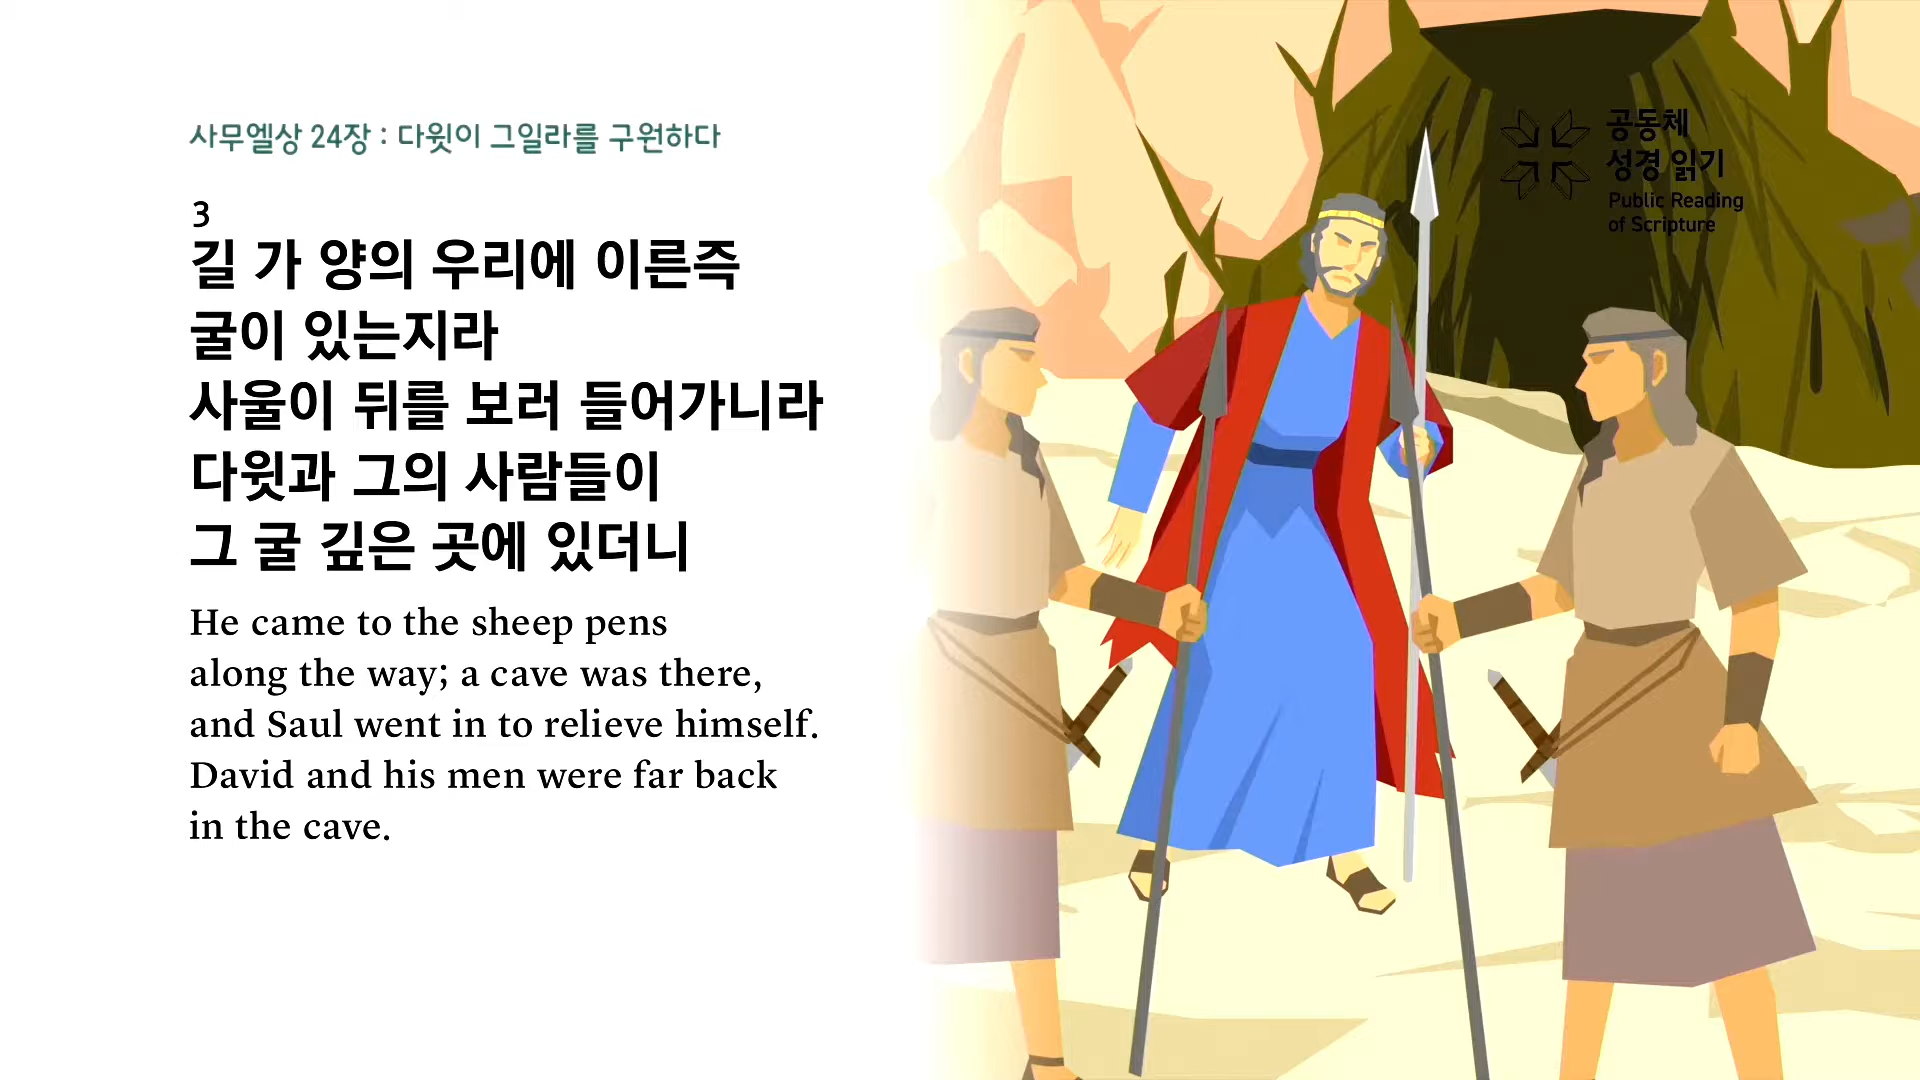 사무엘상 24장 : 다윗이 그일라를 구원하다
3
길 가 양의 우리에 이른즉
굴이 있는지라
사울이 뒤를 보러 들어가니라
다윗과 그의 사람들이
그 굴 깊은 곳에 있더니
He came to the sheep pens
along the way; a cave was there,
and Saul went in to relieve himself.
David and his men were far back
in the cave.
공동체
성경 읽기
Public Reading
of Scripture